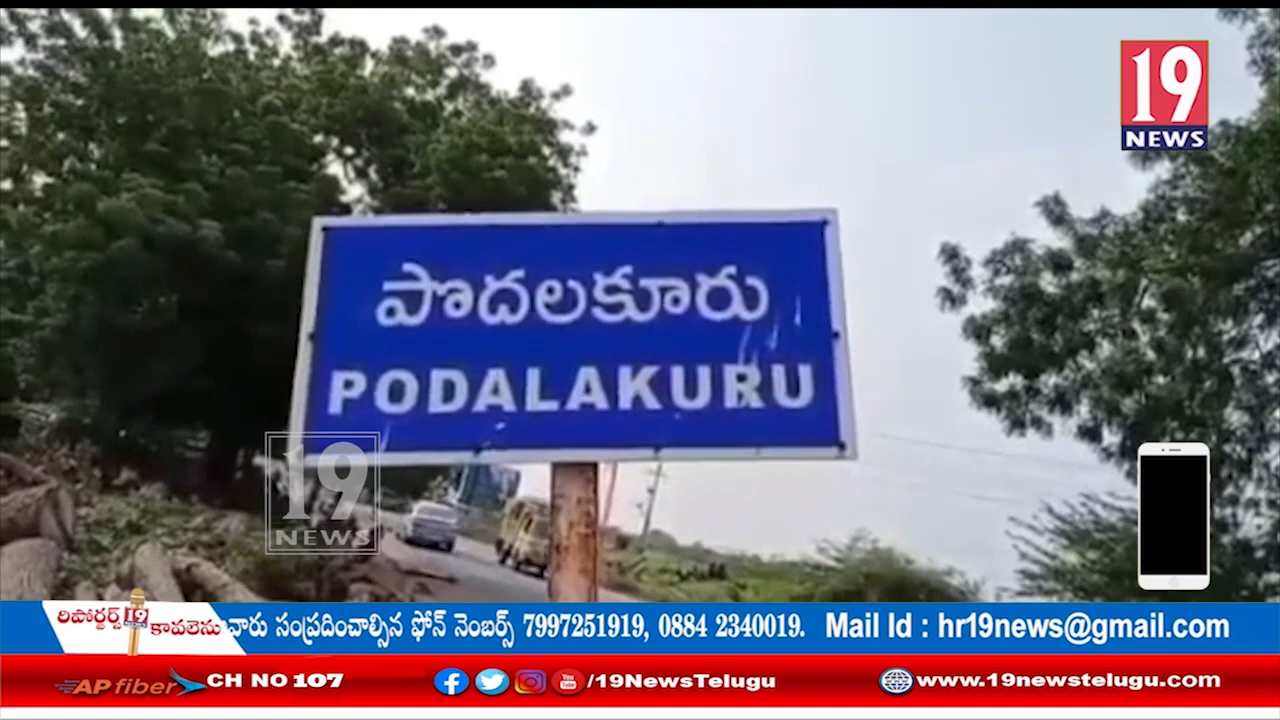 19
NEWS
పొదలకూరు
PODALAKURU
19
NEWS
రిపోర్టర్స్ 19 కావలెను
వారు సంప్రదించాల్సిన ఫోన్ నెంబర్స్ 7997251919, 0884 2340019. Mail Id : hr19news@gmail.com
AP fiber CH NO 107
/19NewsTelugu
www.19newstelugu.com